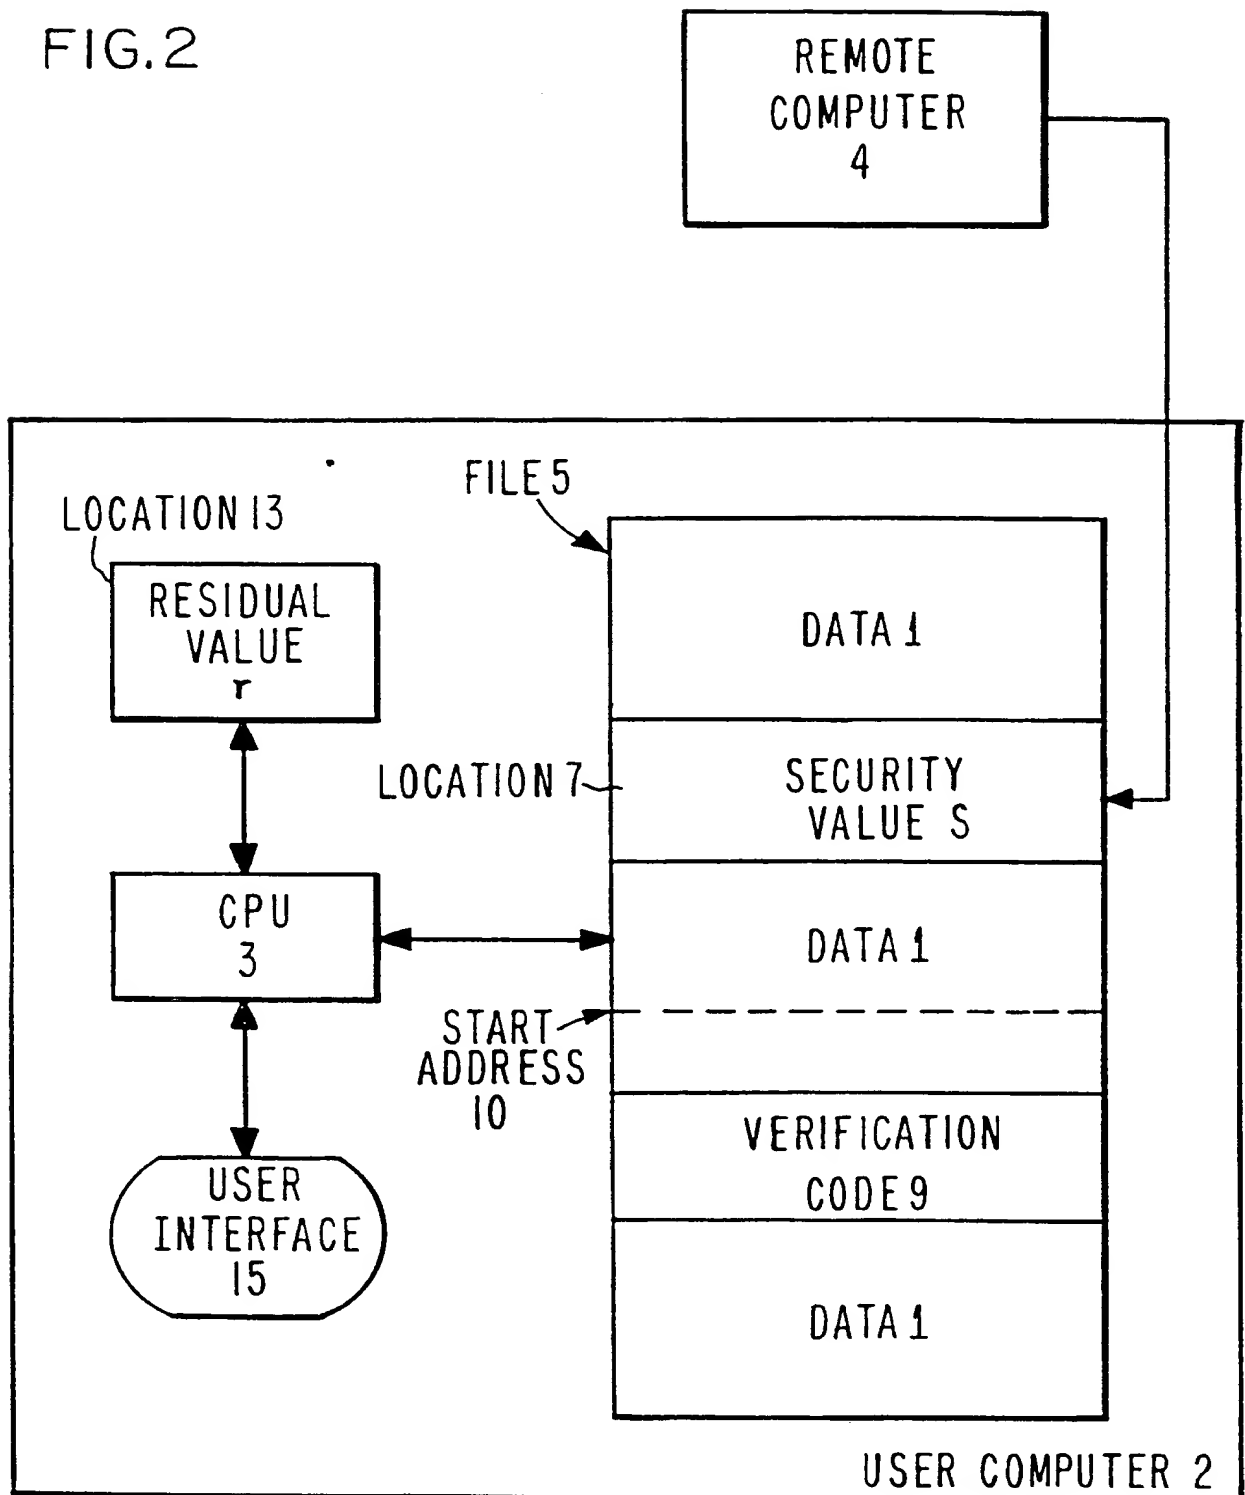 FIG. 2
REMOTE
COMPUTER
4
FILE 5
LOCATION 13
RESIDUAL
VALUE
r
DATA 1
LOCATION 7
SECURITY
VALUE S
CPU
3
DATA 1
START
ADDRESS
10
VERIFICATION
CODE 9
USER
INTERFACE
15
DATA 1
USER COMPUTER 2